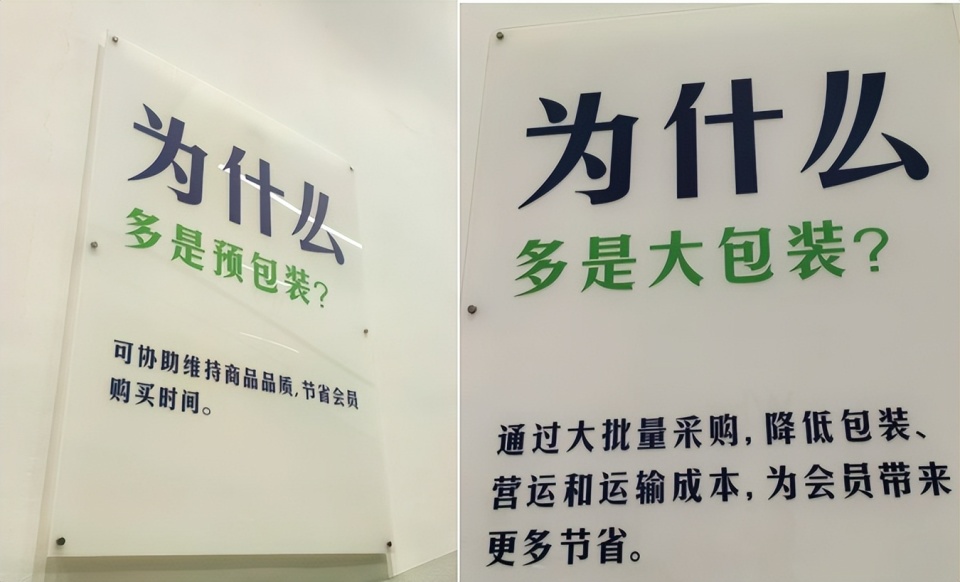 为什么
多是预包装?
可协助维持商品品质,节省会员
购买时间。
为什么
多是大包装?
通过大批量采购,降低包装、
营运和运输成本,为会员带来
更多节省。